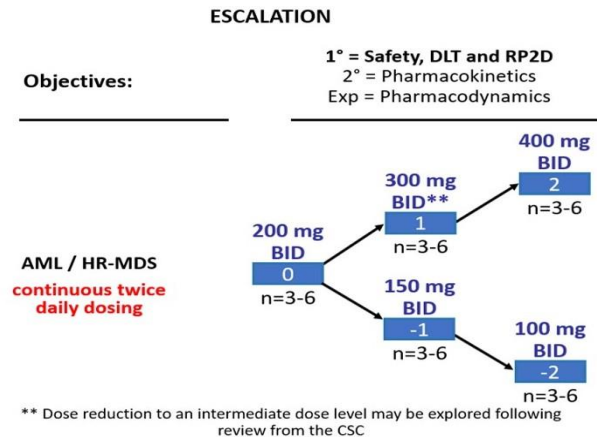 ESCALATION
Objectives:
1° = Safety, DLT and RP2D
2° = Pharmacokinetics
Exp = Pharmacodynamics
400 mg
BID
2
n=3-6
300 mg
BID**
1
n=3-6
200 mg
BID
0
n=3-6
AML / HR-MDS
continuous twice
daily dosing
150 mg
BID
-1
n=3-6
100 mg
BID
-2
n=3-6
** Dose reduction to an intermediate dose level may be explored following
review from the CSC